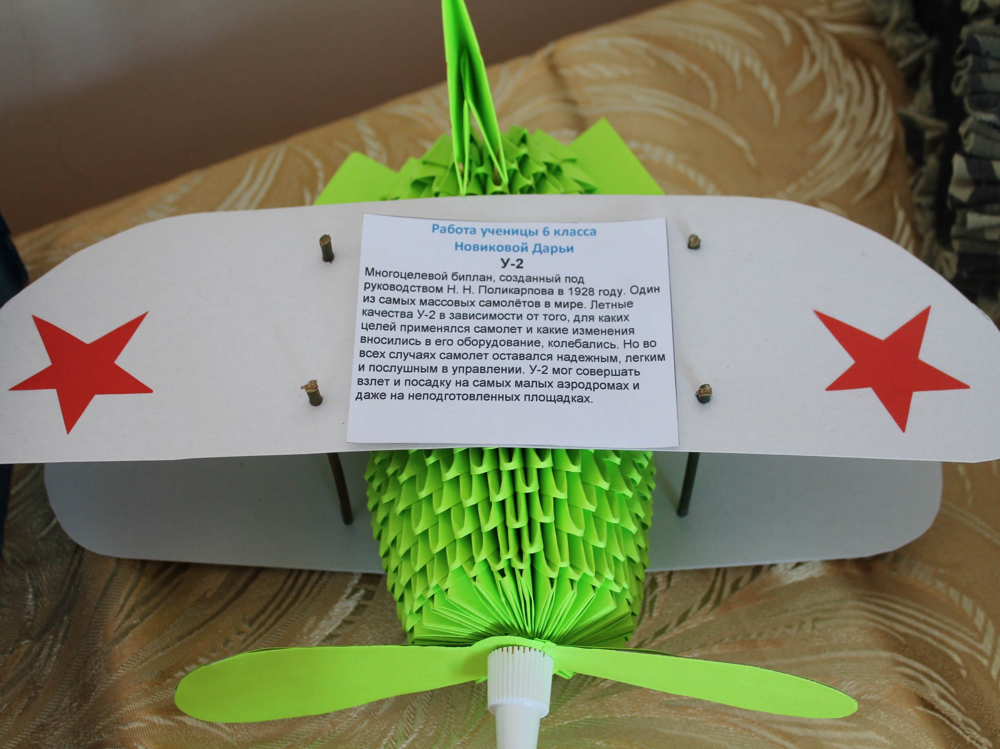 Работа ученицы 6 класса
Новиковой Дарьи
У-2
Многоцелевой биплан, созданный под
руководством Н. Н. Поликарпова в 1928 году. Один
из самых массовых самолётов в мире. Летные
качества У-2 в зависимости от того, для каких
целей применялся самолет и какие изменения
вносились в его оборудование, колебались. Но во
всех случаях самолет оставался надежным, легким
и послушным в управлении. У-2 мог совершать
взлет и посадку на самых малых аэродромах и
даже на неподготовленных площадках.